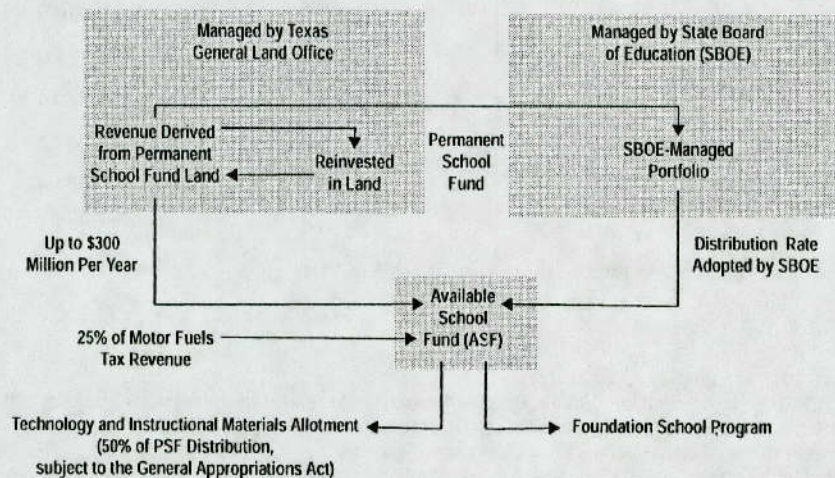 Managed by Texas
General Land Office
Managed by State Board
of Education (SBOE)
Revenue Derived
from Permanent
School Fund Land
Reinvested
in Land
Permanent
School
Fund
SBOE-Managed
Portfolio
Up to $300
Million Per Year
Distribution Rate
Adopted by SBOE
Available
School
Fund (ASF)
25% of Motor Fuels
Tax Revenue
Technology and Instructional Materials Allotment
(50% of PSF Distribution,
subject to the General Appropriations Act)
Foundation School Program